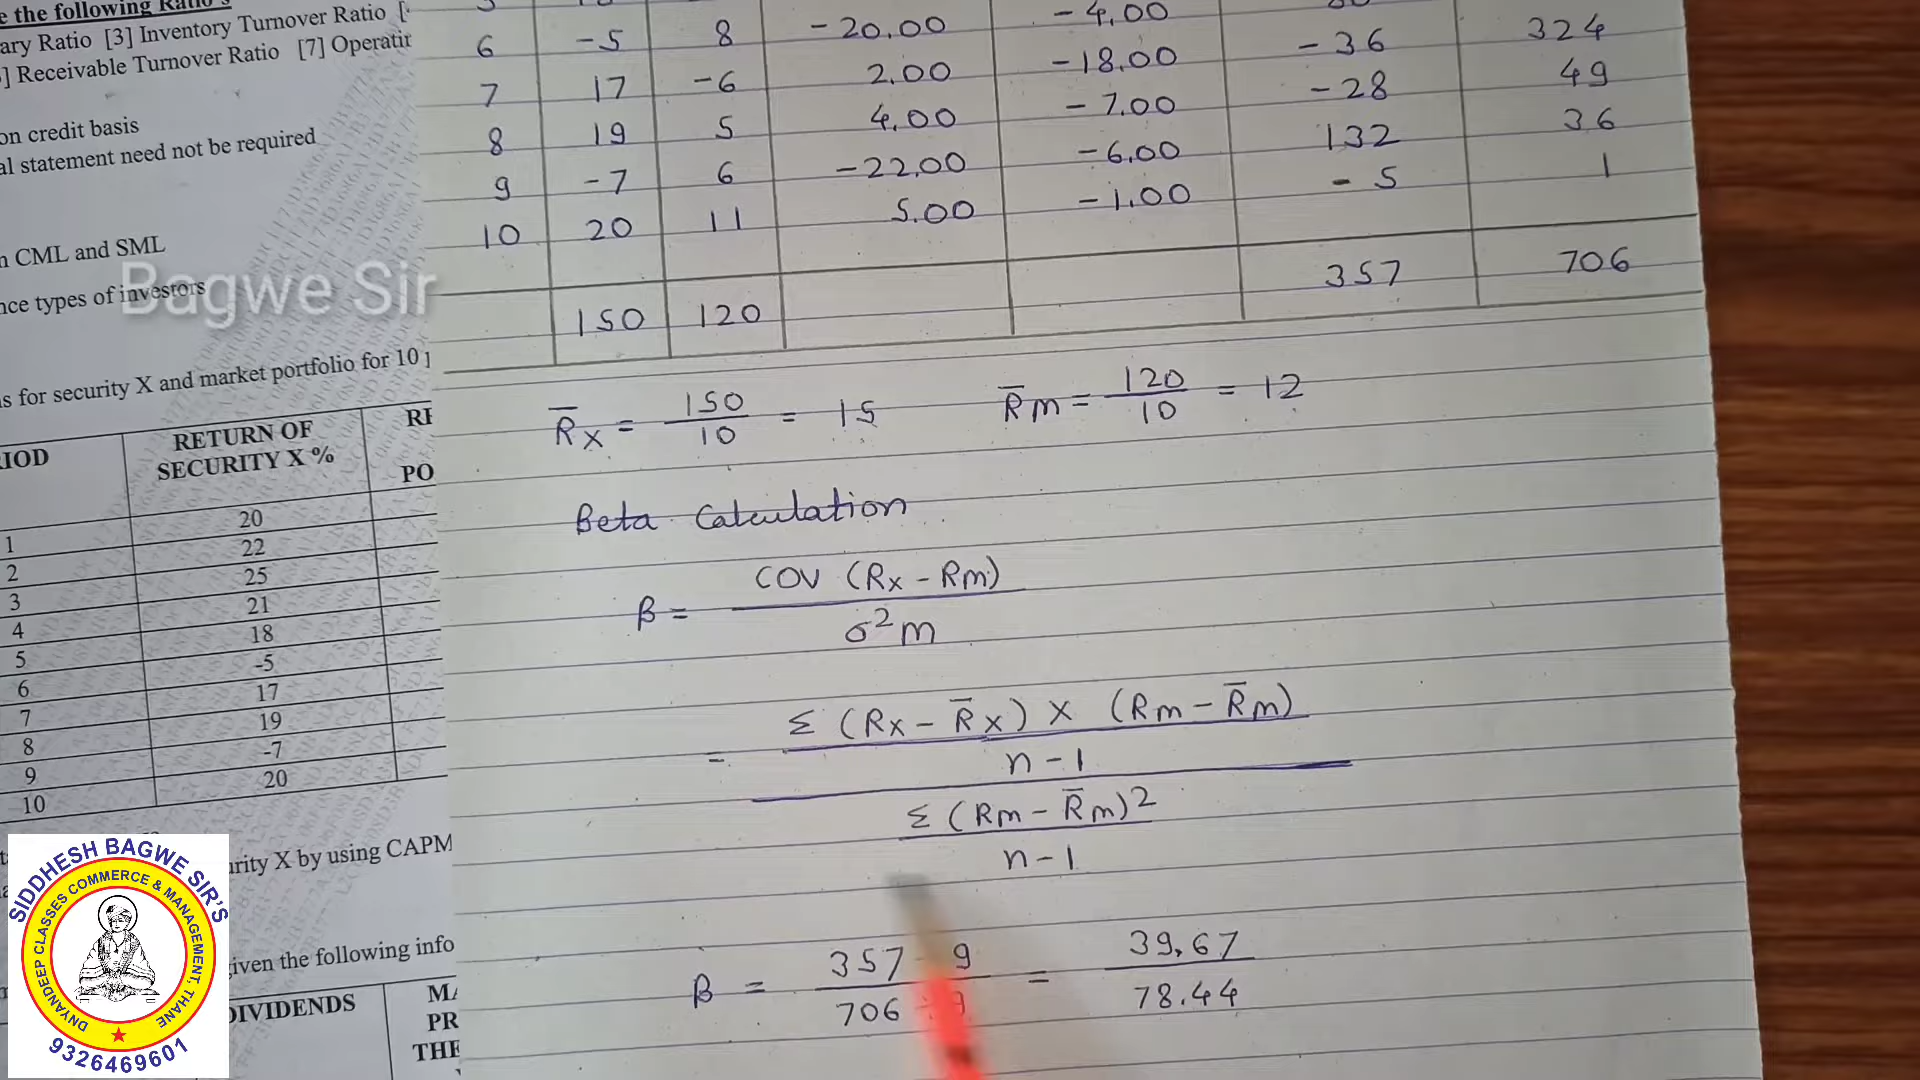 e the following Ratio's
ary Ratio [3] Inventory Turnover Ratio [
] Receivable Turnover Ratio [7] Operatin
on credit basis
al statement need not be required
n CML and SML
nce types of investors
s for security X and market portfolio for 10
IOD RETURN OF SECURITY X % RE PO
1 20
2 22
3 25
4 21
5 18
6 -5
7 17
8 19
9 -7
10 20
urity X by using CAPM
iven the following info
DIVIDENDS MA PR THE
6 -5 8 -20.00 -4.00
7 17 -6 2.00 -18.00 -36 324
8 19 5 4.00 -7.00 -28 49
9 -7 6 -22.00 -6.00 132 36
10 20 11 5.00 -1.00 -5 1
150 120 357 706
R̅x = 150/10 = 15 R̅m = 120/10 = 12
Beta Calculation
β = COV (Rx - Rm) / σ²m
= Σ (Rx - R̅x) X (Rm - R̅m) / n-1
Σ (Rm - R̅m)² / n-1
β = 357 9 / 706 ÷ 9 = 39.67 / 78.44
Bagwe Sir
SIDDHESH BAGWE SIR'S
DNYANDEEP CLASSES COMMERCE & MANAGEMENT, THANE
9326469601